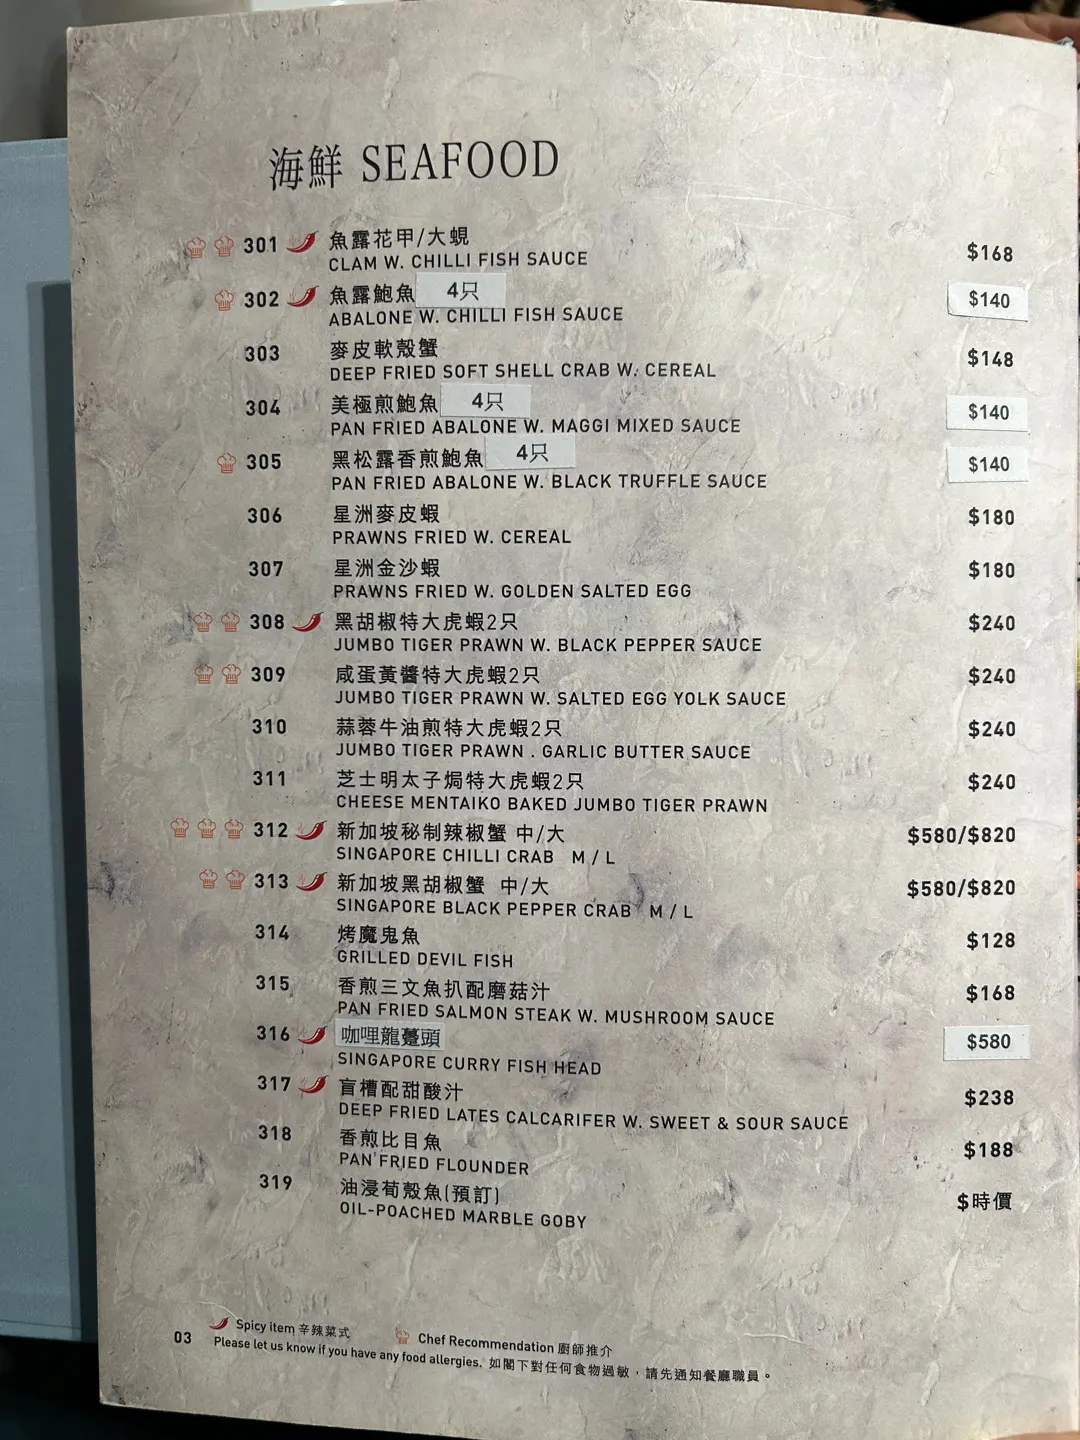 海鮮 SEAFOOD
301 魚露花甲/大蜆 $168
CLAM W. CHILLI FISH SAUCE
302 魚露鮑魚 4只 $140
ABALONE W. CHILLI FISH SAUCE
303 麥皮軟殼蟹 $148
DEEP FRIED SOFT SHELL CRAB W. CEREAL
304 美極煎鮑魚 4只 $140
PAN FRIED ABALONE W. MAGGI MIXED SAUCE
305 黑松露香煎鮑魚 4只 $140
PAN FRIED ABALONE W. BLACK TRUFFLE SAUCE
306 星洲麥皮蝦 $180
PRAWNS FRIED W. CEREAL
307 星洲金沙蝦 $180
PRAWNS FRIED W. GOLDEN SALTED EGG
308 黑胡椒特大虎蝦2只 $240
JUMBO TIGER PRAWN W. BLACK PEPPER SAUCE
309 咸蛋黃醬特大虎蝦2只 $240
JUMBO TIGER PRAWN W. SALTED EGG YOLK SAUCE
310 蒜蓉牛油煎特大虎蝦2只 $240
JUMBO TIGER PRAWN . GARLIC BUTTER SAUCE
311 芝士明太子焗特大虎蝦2只 $240
CHEESE MENTAIKO BAKED JUMBO TIGER PRAWN
312 新加坡秘制辣椒蟹 中/大 $580/$820
SINGAPORE CHILLI CRAB M / L
313 新加坡黑胡椒蟹 中/大 $580/$820
SINGAPORE BLACK PEPPER CRAB M / L
314 烤魔鬼魚 $128
GRILLED DEVIL FISH
315 香煎三文魚扒配磨菇汁 $168
PAN FRIED SALMON STEAK W. MUSHROOM SAUCE
316 咖哩龍躉頭 $580
SINGAPORE CURRY FISH HEAD
317 盲槽配甜酸汁 $238
DEEP FRIED LATES CALCARIFER W. SWEET & SOUR SAUCE
318 香煎比目魚 $188
PAN FRIED FLOUNDER
319 油浸荀殼魚(預訂) $時價
OIL-POACHED MARBLE GOBY
Spicy item 辛辣菜式 Chef Recommendation 廚師推介
03 Please let us know if you have any food allergies. 如閣下對任何食物過敏，請先通知餐廳職員。